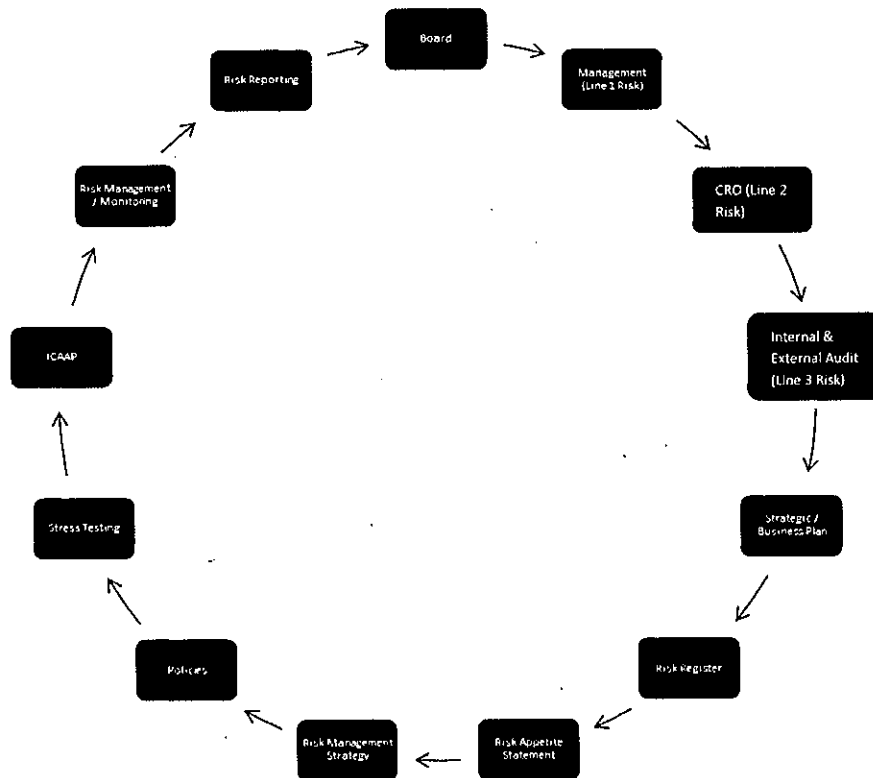 Board
Management
(Line 1 Risk)
CRO (Line 2
Risk)
Internal &
External Audit
(Line 3 Risk)
Strategic /
Business Plan
Risk Register
Risk Appetite
Statement
Risk Management
Strategy
Policies
Stress Testing
ICAAP
Risk Management
/ Monitoring
Risk Reporting